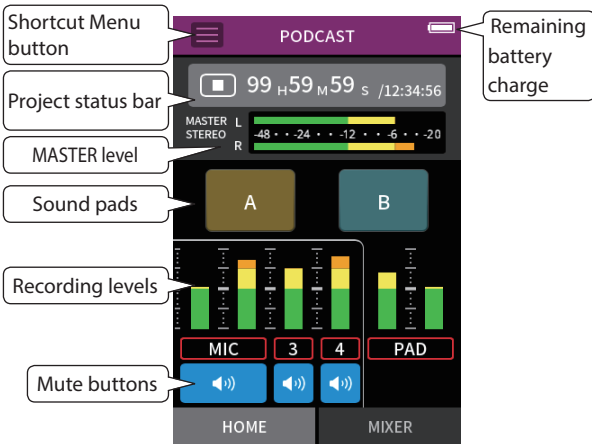 Shortcut Menu
button
PODCAST
Remaining
battery
charge
Project status bar
99 H 59 M 59 S /12:34:56
MASTER
STEREO
L
-48 · · -24 · · -12 · · -6 · · -20
R
MASTER level
Sound pads
A
B
Recording levels
MIC
3
4
PAD
Mute buttons
HOME
MIXER